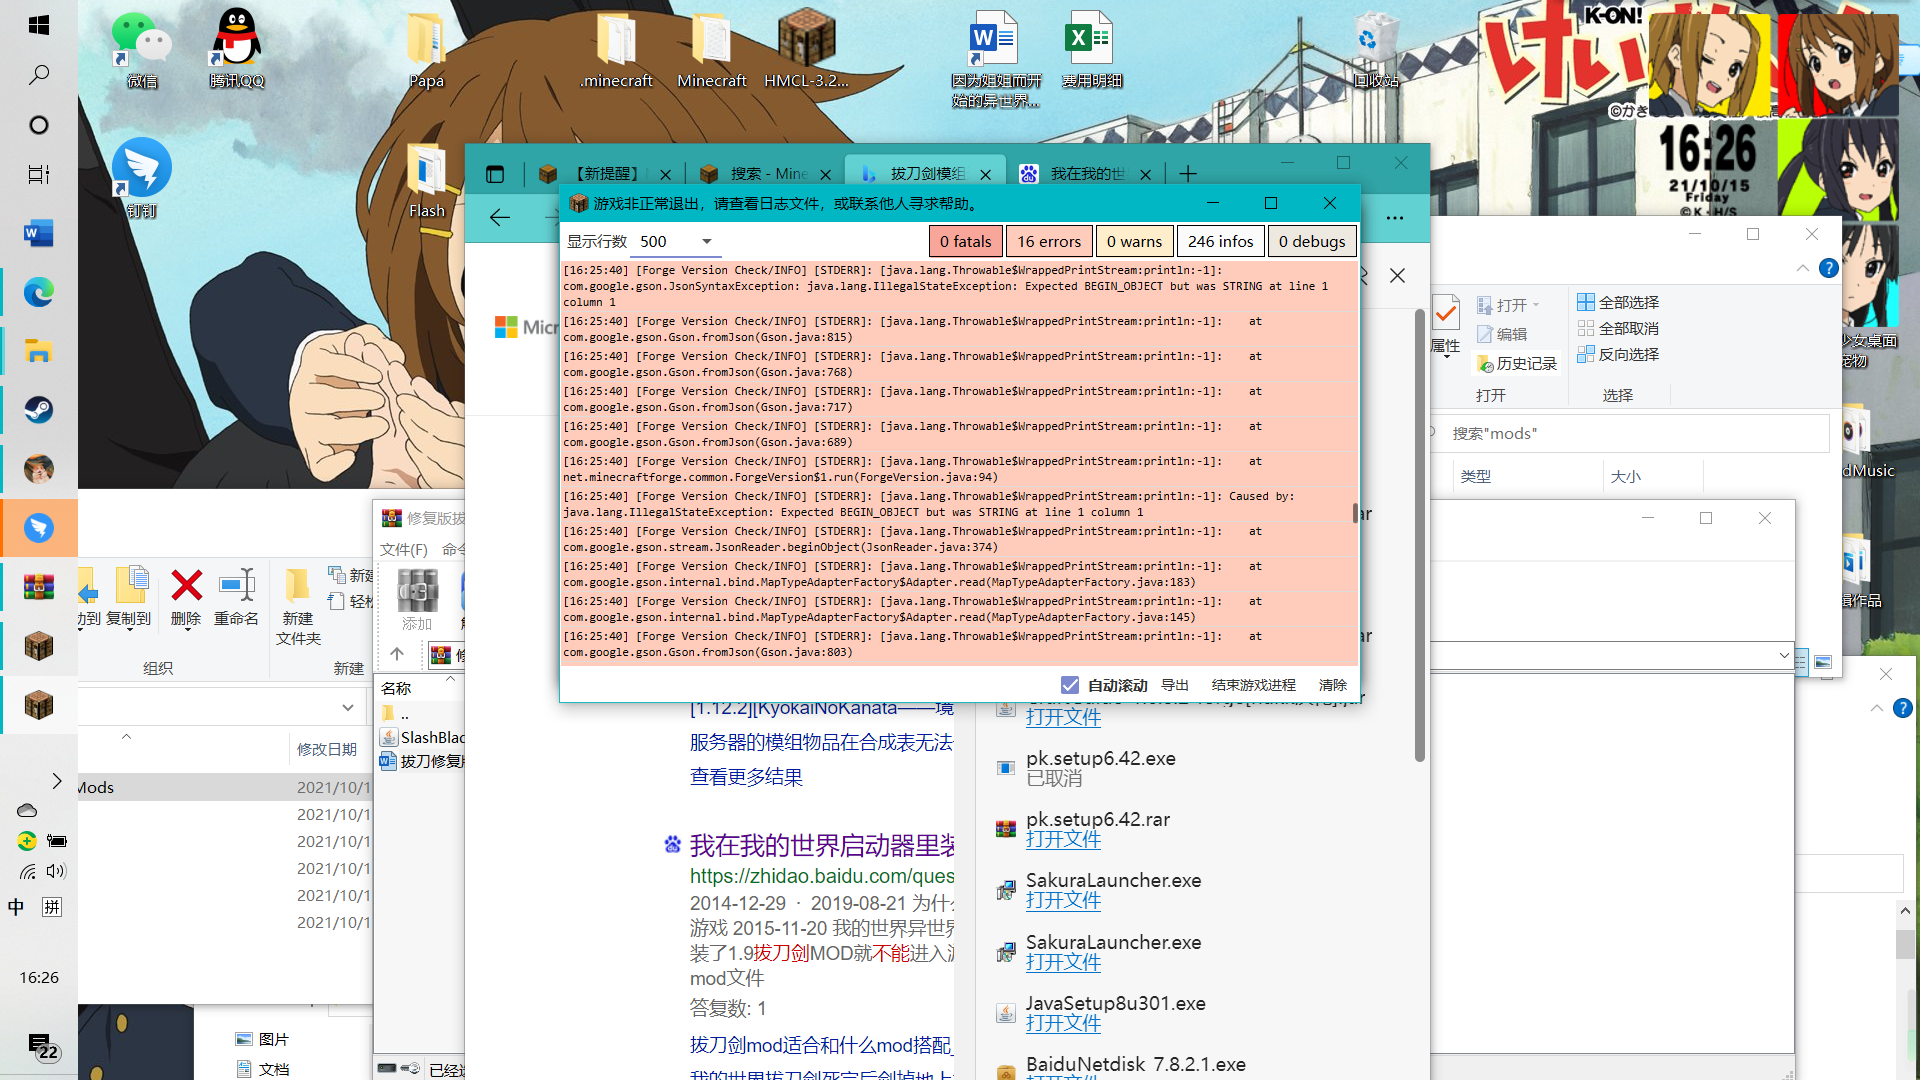 微信
腾讯QQ
Papa
.minecraft
Minecraft
HMCL-3.2...
因为姐姐而开
始的异世界...
费用明细
回收站
K-ON!
けい
©かき
16:26
21/10/15
Friday
©K・H/S
钉钉
Flash
少女桌面
宠物
dMusic
辑作品
【新提醒】
搜索 - Mine
拔刀剑模组
我在我的世
游戏非正常退出，请查看日志文件，或联系他人寻求帮助。
显示行数 500
0 fatals
16 errors
0 warns
246 infos
0 debugs
[16:25:40] [Forge Version Check/INFO] [STDERR]: [java.lang.Throwable$WrappedPrintStream:println:-1]:
com.google.gson.JsonSyntaxException: java.lang.IllegalStateException: Expected BEGIN_OBJECT but was STRING at line 1
column 1
[16:25:40] [Forge Version Check/INFO] [STDERR]: [java.lang.Throwable$WrappedPrintStream:println:-1]: at
com.google.gson.Gson.fromJson(Gson.java:815)
[16:25:40] [Forge Version Check/INFO] [STDERR]: [java.lang.Throwable$WrappedPrintStream:println:-1]: at
com.google.gson.Gson.fromJson(Gson.java:768)
[16:25:40] [Forge Version Check/INFO] [STDERR]: [java.lang.Throwable$WrappedPrintStream:println:-1]: at
com.google.gson.Gson.fromJson(Gson.java:717)
[16:25:40] [Forge Version Check/INFO] [STDERR]: [java.lang.Throwable$WrappedPrintStream:println:-1]: at
com.google.gson.Gson.fromJson(Gson.java:689)
[16:25:40] [Forge Version Check/INFO] [STDERR]: [java.lang.Throwable$WrappedPrintStream:println:-1]: at
net.minecraftforge.common.ForgeVersion$1.run(ForgeVersion.java:94)
[16:25:40] [Forge Version Check/INFO] [STDERR]: [java.lang.Throwable$WrappedPrintStream:println:-1]: Caused by:
java.lang.IllegalStateException: Expected BEGIN_OBJECT but was STRING at line 1 column 1
[16:25:40] [Forge Version Check/INFO] [STDERR]: [java.lang.Throwable$WrappedPrintStream:println:-1]: at
com.google.gson.stream.JsonReader.beginObject(JsonReader.java:374)
[16:25:40] [Forge Version Check/INFO] [STDERR]: [java.lang.Throwable$WrappedPrintStream:println:-1]: at
com.google.gson.internal.bind.MapTypeAdapterFactory$Adapter.read(MapTypeAdapterFactory.java:183)
[16:25:40] [Forge Version Check/INFO] [STDERR]: [java.lang.Throwable$WrappedPrintStream:println:-1]: at
com.google.gson.internal.bind.MapTypeAdapterFactory$Adapter.read(MapTypeAdapterFactory.java:145)
[16:25:40] [Forge Version Check/INFO] [STDERR]: [java.lang.Throwable$WrappedPrintStream:println:-1]: at
com.google.gson.Gson.fromJson(Gson.java:803)
自动滚动
导出
结束游戏进程
清除
Micr
属性
打开
编辑
历史记录
打开
全部选择
全部取消
反向选择
选择
搜索"mods"
类型
大小
修复版拔
文件(F)
命令
添加
名称
..
SlashBlad
拔刀修复版
已经选
动到
复制到
删除
重命名
组织
新建
文件夹
新建
轻松
新建
修改日期
Mods
2021/10/1
2021/10/1
2021/10/1
2021/10/1
2021/10/1
2021/10/1
图片
文档
[1.12.2][KyokaiNoKanata——境
服务器的模组物品在合成表无法
查看更多结果
我在我的世界启动器里装
https://zhidao.baidu.com/ques
2014-12-29 · 2019-08-21 为什么
游戏 2015-11-20 我的世界异世界
装了1.9拔刀剑MOD就不能进入游
mod文件
答复数: 1
拔刀剑mod适合和什么mod搭配_
我的世界拔刀剑死完后剑掉地上
打开文件
pk.setup6.42.exe
已取消
pk.setup6.42.rar
打开文件
SakuraLauncher.exe
打开文件
SakuraLauncher.exe
打开文件
JavaSetup8u301.exe
打开文件
BaiduNetdisk_7.8.2.1.exe
打开文件
中
拼
16:26
22